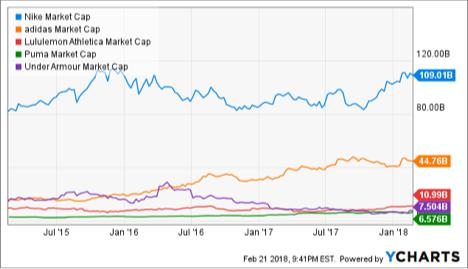 Nike Market Cap
adidas Market Cap
Lululemon Athletica Market Cap
Puma Market Cap
Under Armour Market Cap
120.00B
109.01B
80.00B
44.76B
10.99B
7.504B
6.576B
Jul '15 Jan '16 Jul '16 Jan '17 Jul '17 Jan '18
Feb 21 2018, 9:41PM EST. Powered by YCHARTS